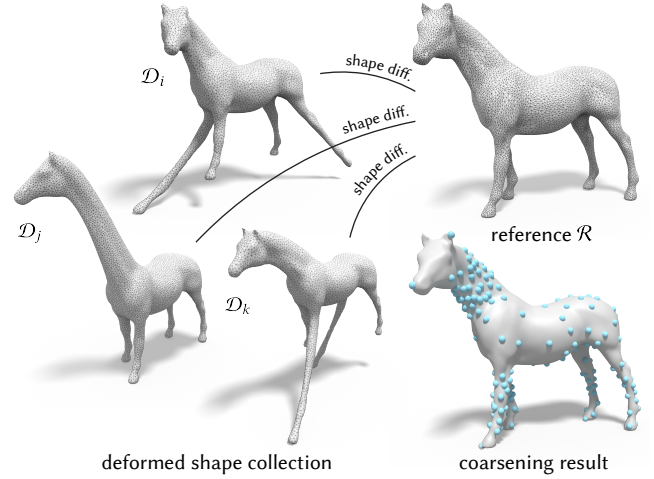 𝒟i
shape diff.
shape diff.
shape diff.
𝒟j
𝒟k
reference ℛ
deformed shape collection
coarsening result